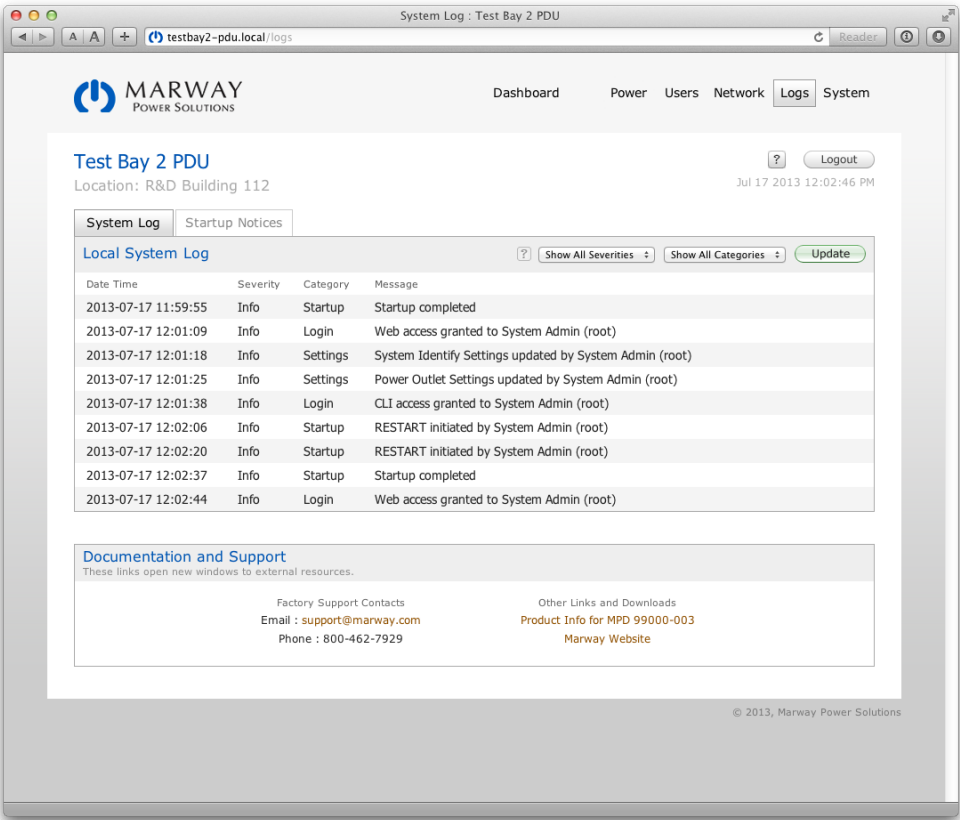 System Log : Test Bay 2 PDU
A A + testbay2-pdu.local/logs Reader
MARWAY
POWER SOLUTIONS
Dashboard Power Users Network Logs System
Test Bay 2 PDU ? Logout
Location: R&D Building 112 Jul 17 2013 12:02:46 PM
System Log Startup Notices
Local System Log ? Show All Severities Show All Categories Update
Date Time Severity Category Message
2013-07-17 11:59:55 Info Startup Startup completed
2013-07-17 12:01:09 Info Login Web access granted to System Admin (root)
2013-07-17 12:01:18 Info Settings System Identify Settings updated by System Admin (root)
2013-07-17 12:01:25 Info Settings Power Outlet Settings updated by System Admin (root)
2013-07-17 12:01:38 Info Login CLI access granted to System Admin (root)
2013-07-17 12:02:06 Info Startup RESTART initiated by System Admin (root)
2013-07-17 12:02:20 Info Startup RESTART initiated by System Admin (root)
2013-07-17 12:02:37 Info Startup Startup completed
2013-07-17 12:02:44 Info Login Web access granted to System Admin (root)
Documentation and Support
These links open new windows to external resources.
Factory Support Contacts
Email : support@marway.com
Phone : 800-462-7929
Other Links and Downloads
Product Info for MPD 99000-003
Marway Website
© 2013, Marway Power Solutions